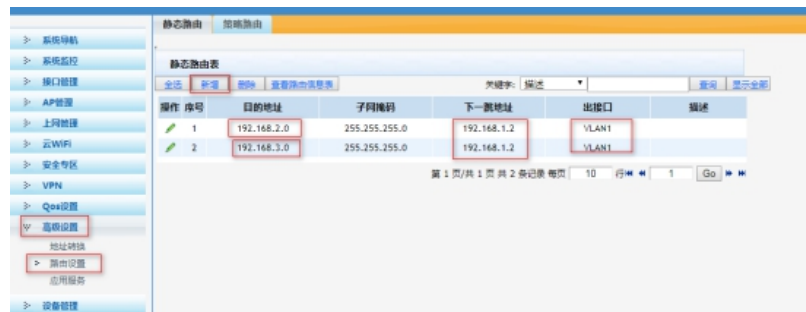 静态路由 策略路由
系统导航
系统监控
接口管理
AP管理
上网管理
云WiFi
安全专区
VPN
Qos设置
高级设置
地址转换
路由设置
应用服务
设备管理
静态路由表
全选 新增 删除 查看路由信息表 关键字: 描述 查询 显示全部
操作 序号 目的地址 子网掩码 下一跳地址 出接口 描述
1 192.168.2.0 255.255.255.0 192.168.1.2 VLAN1
2 192.168.3.0 255.255.255.0 192.168.1.2 VLAN1
第 1 页/共 1 页 共 2 条记录 每页 10 行 1 Go